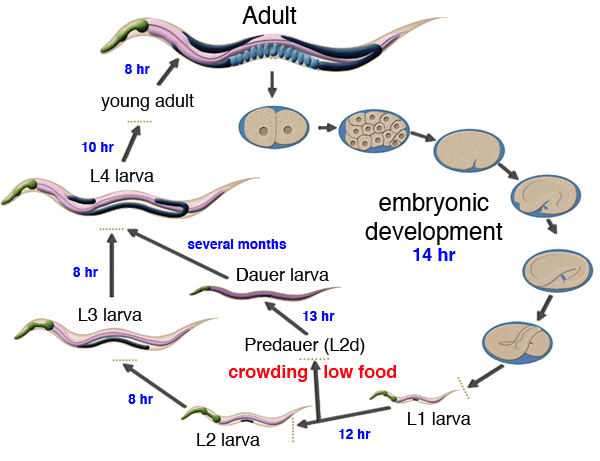 Adult
8 hr
young adult
10 hr
L4 larva
embryonic
development
14 hr
several months
Dauer larva
8 hr
13 hr
L3 larva
Predauer (L2d)
crowding low food
8 hr
L1 larva
12 hr
L2 larva